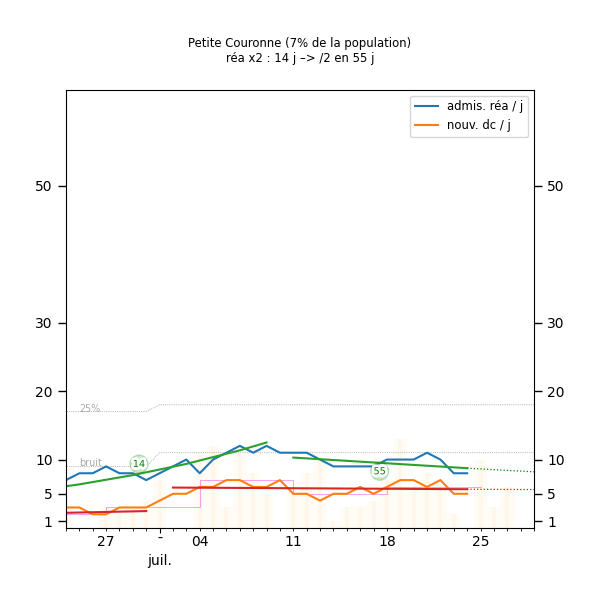 Petite Couronne (7% de la population)
réa x2 : 14 j –> /2 en 55 j
admis. réa / j
nouv. dc / j
50 50
30 30
20 20
25%
10 bruit 14 55 10
5 5
1 1
27 - 04 11 18 25
juil.